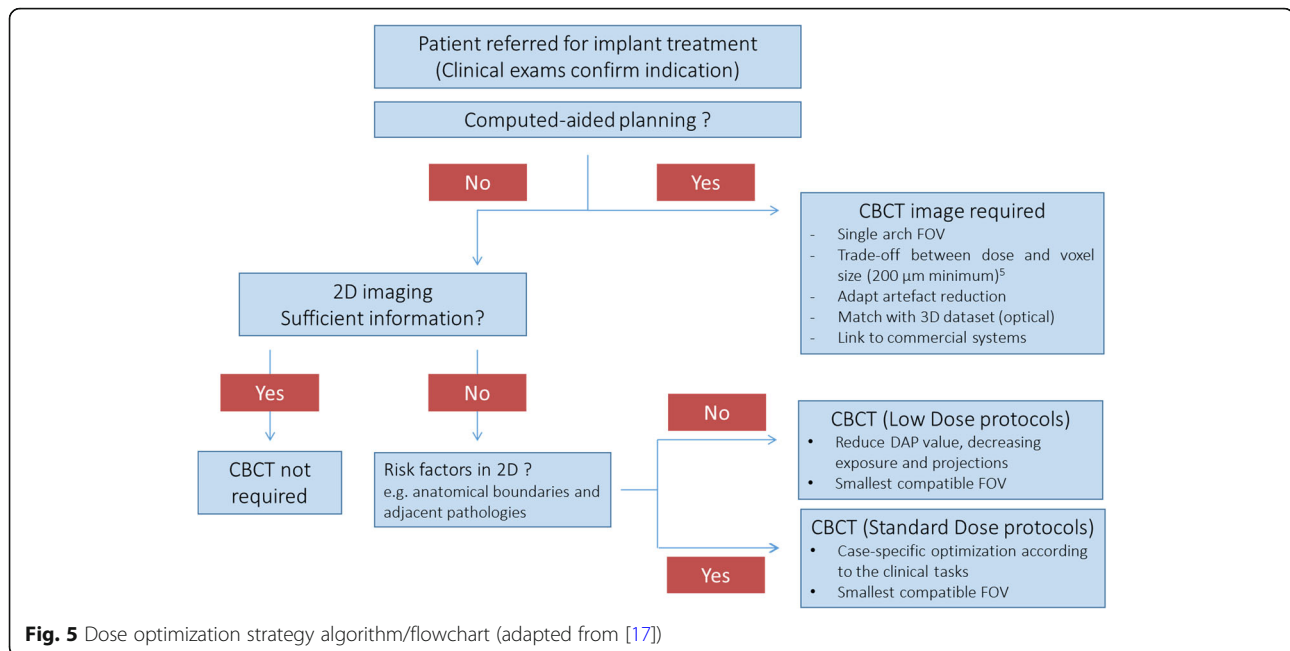 Patient referred for implant treatment
(Clinical exams confirm indication)
Computed-aided planning ?
No
Yes
CBCT image required
- Single arch FOV
- Trade-off between dose and voxel
size (200 µm minimum)5
- Adapt artefact reduction
- Match with 3D dataset (optical)
- Link to commercial systems
2D imaging
Sufficient information?
Yes
No
CBCT not
required
Risk factors in 2D ?
e.g. anatomical boundaries and
adjacent pathologies
No
CBCT (Low Dose protocols)
• Reduce DAP value, decreasing
exposure and projections
• Smallest compatible FOV
Yes
CBCT (Standard Dose protocols)
• Case-specific optimization according
to the clinical tasks
• Smallest compatible FOV
Fig. 5 Dose optimization strategy algorithm/flowchart (adapted from [17])